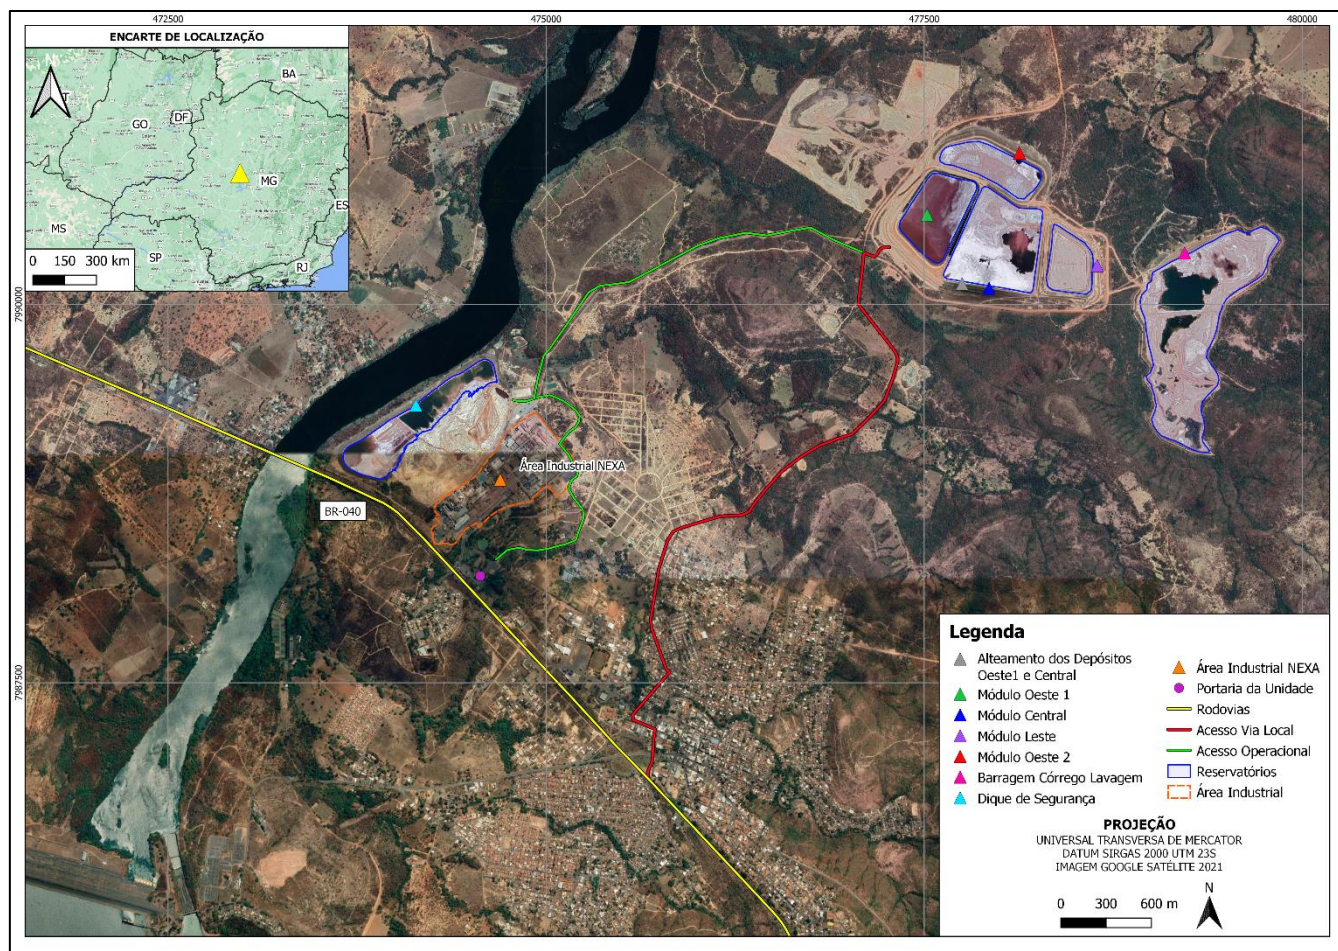 472500
475000
477500
480000
ENCARTE DE LOCALIZAÇÃO
N
BA
GO
DF
MG
ES
MS
SP
RJ
0 150 300 km
7990000
Área Industrial NEXA
BR-040
7987500
Legenda
Alteamento dos Depósitos
Oeste1 e Central
Módulo Oeste 1
Módulo Central
Módulo Leste
Módulo Oeste 2
Barragem Córrego Lavagem
Dique de Segurança
Área Industrial NEXA
Portaria da Unidade
Rodovias
Acesso Via Local
Acesso Operacional
Reservatórios
Área Industrial
PROJEÇÃO
UNIVERSAL TRANSVERSA DE MERCATOR
DATUM SIRGAS 2000 UTM 23S
IMAGEM GOOGLE SATÉLITE 2021
N
0 300 600 m